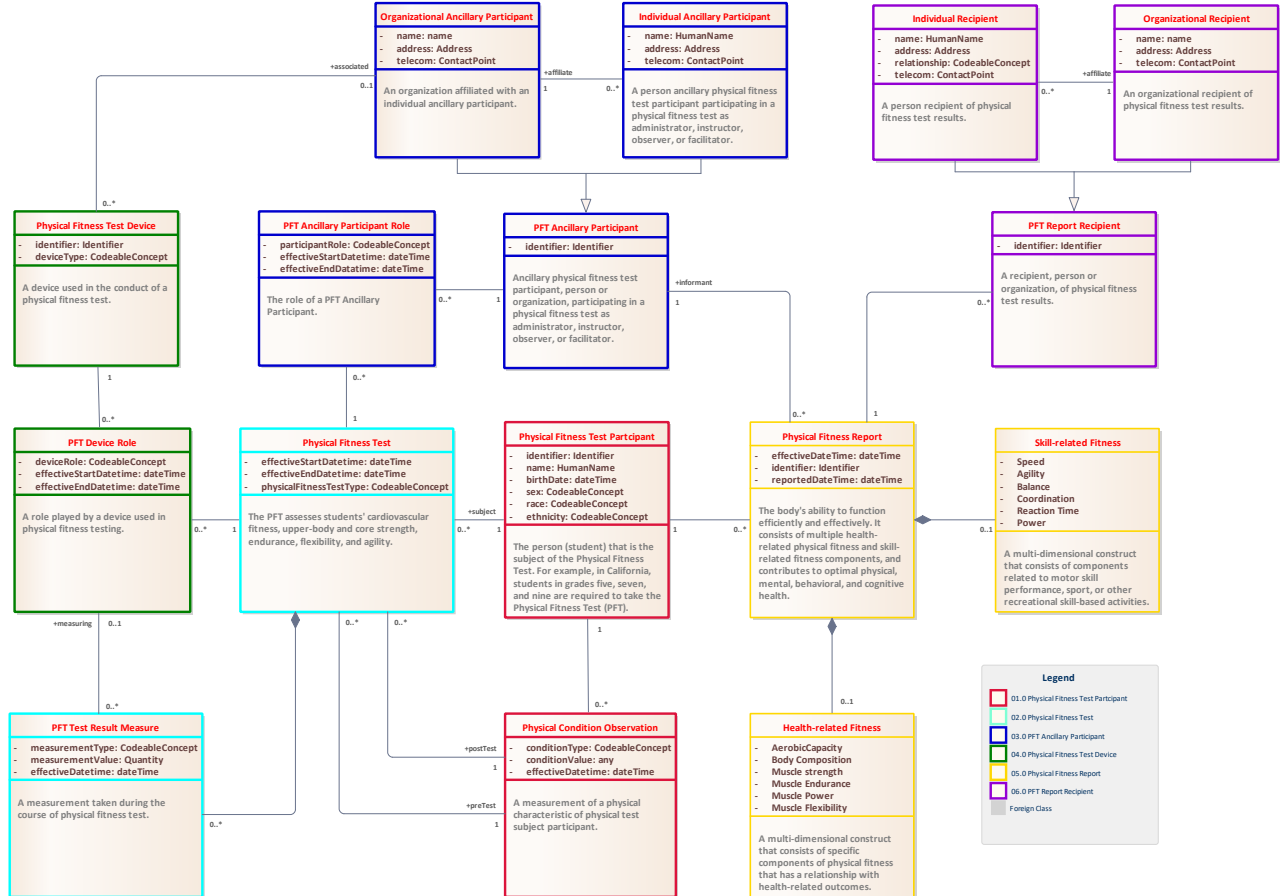 Organizational Ancillary Participant
- name: name
- address: Address
- telecom: ContactPoint
An organization affiliated with an
individual ancillary participant.
Individual Ancillary Participant
- name: HumanName
- address: Address
- telecom: ContactPoint
A person ancillary physical fitness
test participant participating in a
physical fitness test as
administrator, instructor,
observer, or facilitator.
Individual Recipient
- name: HumanName
- address: Address
- relationship: CodeableConcept
- telecom: ContactPoint
A person recipient of physical
fitness test results.
Organizational Recipient
- name: name
- address: Address
- telecom: ContactPoint
An organizational recipient of
physical fitness test results.
+associated
0..1
+affiliate
1
0..*
+affiliate
0..*
1
0..*
Physical Fitness Test Device
- identifier: Identifier
- deviceType: CodeableConcept
A device used in the conduct of a
physical fitness test.
PFT Ancillary Participant Role
- participantRole: CodeableConcept
- effectiveStartDatetime: dateTime
- effectiveEndDatatime: dateTime
The role of a PFT Ancillary
Participant.
PFT Ancillary Participant
- identifier: Identifier
Ancillary physical fitness test
participant, person or
organization, participating in a
physical fitness test as
administrator, instructor,
observer, or facilitator.
PFT Report Recipient
- identifier: Identifier
A recipient, person or
organization, of physical fitness
test results.
0..*
1
+informant
1
0..*
1
0..*
0..*
1
0..*
1
PFT Device Role
- deviceRole: CodeableConcept
- effectiveStartDatetime: dateTime
- effectiveEndDatetime: dateTime
A role played by a device used in
physical fitness testing.
Physical Fitness Test
- effectiveStartDatetime: dateTime
- effectiveEndDatetime: dateTime
- physicalFitnessTestType: CodeableConcept
The PFT assesses students' cardiovascular
fitness, upper-body and core strength,
endurance, flexibility, and agility.
Physical Fitness Test Partcipant
- identifier: Identifier
- name: HumanName
- birthDate: dateTime
- sex: CodeableConcept
- race: CodeableConcept
- ethnicity: CodeableConcept
The person (student) that is the
subject of the Physical Fitness
Test. For example, in California,
students in grades five, seven,
and nine are required to take the
Physical Fitness Test (PFT).
Physical Fitness Report
- effectiveDateTime: dateTime
- identifier: Identifier
- reportedDateTime: dateTime
The body's ability to function
efficiently and effectively. It
consists of multiple health-
related physical fitness and skill-
related fitness components, and
contributes to optimal physical,
mental, behavioral, and cognitive
health.
Skill-related Fitness
- Speed
- Agility
- Balance
- Coordination
- Reaction Time
- Power
A multi-dimensional construct
that consists of components
related to motor skill
performance, sport, or other
recreational skill-based activities.
0..*
1
+subject
0..*
1
1
0..*
0..1
+measuring
0..1
0..*
0..*
0..*
1
0..*
0..1
PFT Test Result Measure
- measurementType: CodeableConcept
- measurementValue: Quantity
- effectiveDatetime: dateTime
A measurement taken during the
course of physical fitness test.
0..*
+postTest
1
+preTest
1
Physical Condition Observation
- conditionType: CodeableConcept
- conditionValue: any
- effectiveDatetime: dateTime
A measurement of a physical
characteristic of physical test
subject participant.
Health-related Fitness
- AerobicCapacity
- Body Composition
- Muscle strength
- Muscle Endurance
- Muscle Power
- Muscle Flexibility
A multi-dimensional construct
that consists of specific
components of physical fitness
that has a relationship with
health-related outcomes.
Legend
01.0 Physical Fitness Test Partcipant
02.0 Physical Fitness Test
03.0 PFT Ancillary Participant
04.0 Physical Fitness Test Device
05.0 Physical Fitness Report
06.0 PFT Report Recipient
Foreign Class